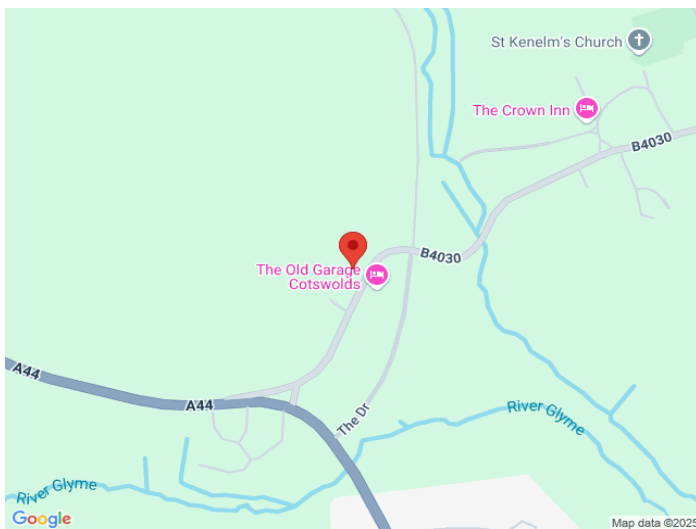 St Kenelm's Church
The Crown Inn
B4030
B4030
The Old Garage
Cotswolds
A44
A44
The Dr
River Glyme
River Glyme
Google
Map data ©2025